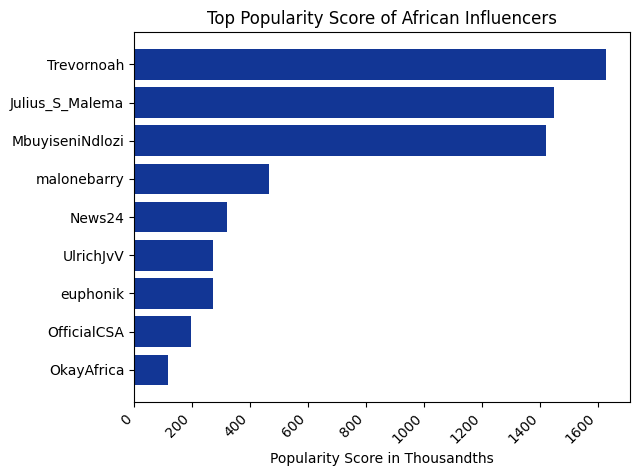 Top Popularity Score of African Influencers
Trevornoah
Julius_S_Malema
MbuyiseniNdlozi
malonebarry
News24
UlrichJvV
euphonik
OfficialCSA
OkayAfrica
0 200 400 600 800 1000 1200 1400 1600
Popularity Score in Thousandths